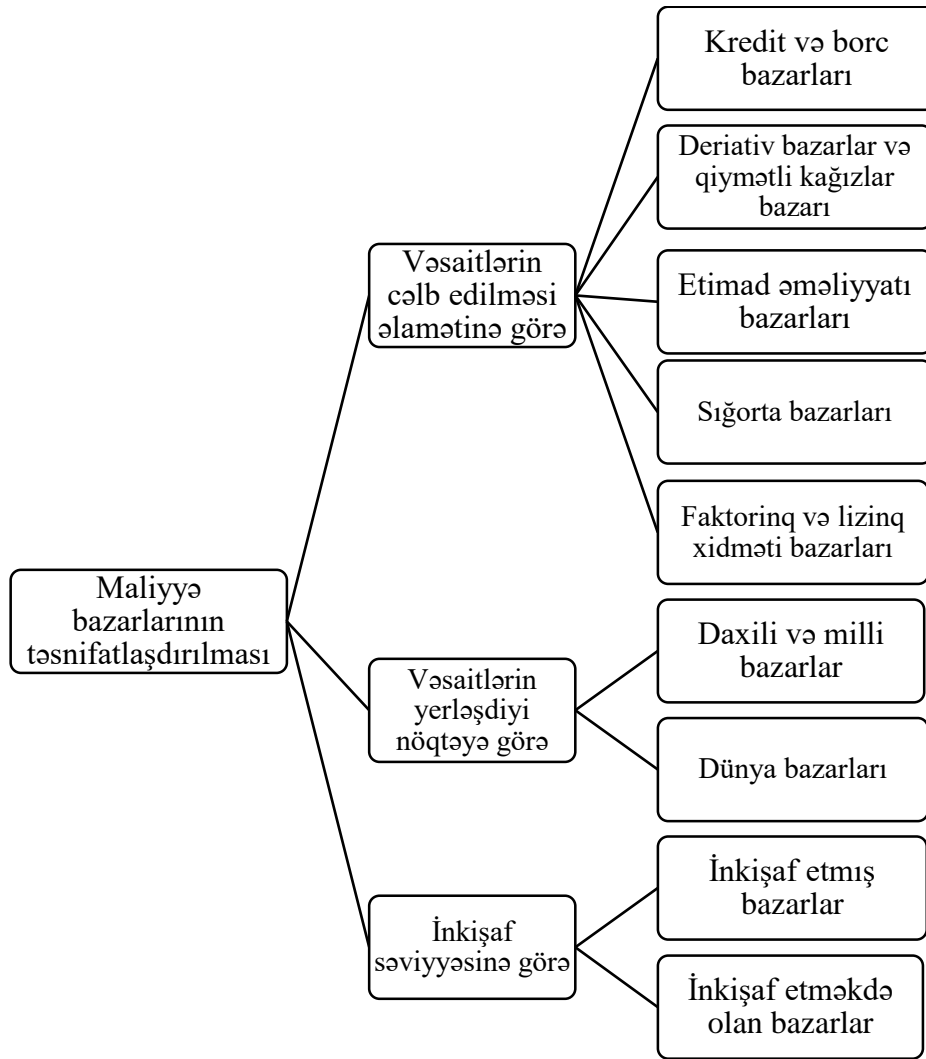 Maliyyə
bazarlarının
təsnifatlaşdırılması
Vəsaitlərin
cəlb edilməsi
əlamətinə görə
Kredit və borc
bazarları
Deriativ bazarlar və
qiymətli kağızlar
bazarı
Etimad əməliyyatı
bazarları
Sığorta bazarları
Faktorinq və lizinq
xidməti bazarları
Vəsaitlərin
yerləşdiyi
nöqtəyə görə
Daxili və milli
bazarlar
Dünya bazarları
İnkişaf
səviyyəsinə görə
İnkişaf etmış
bazarlar
İnkişaf etməkdə
olan bazarlar